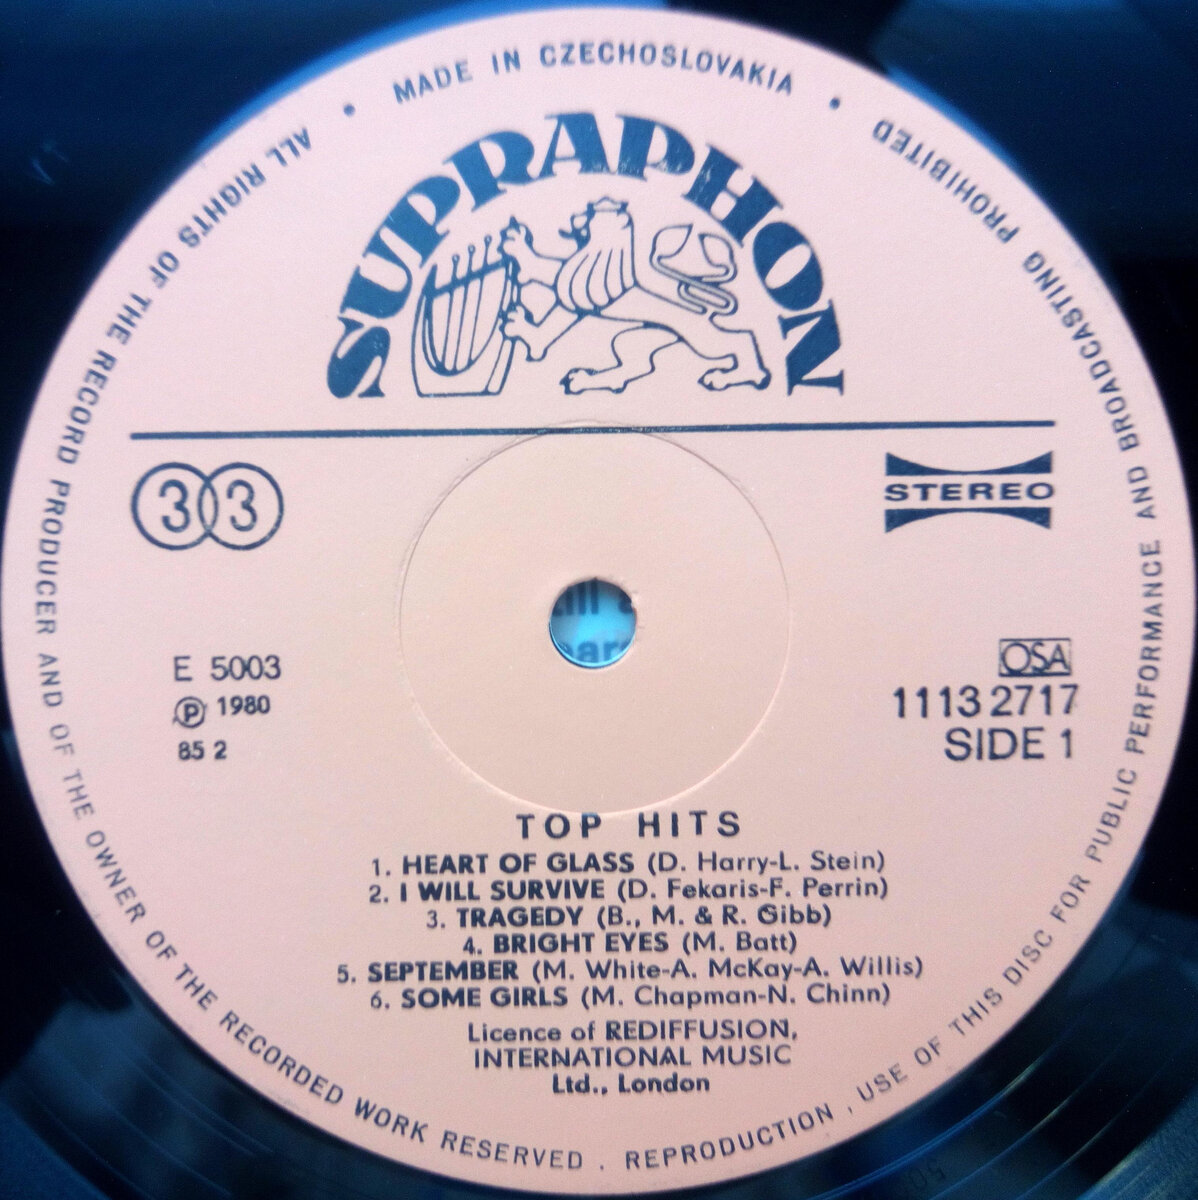 ALL RIGHTS OF THE RECORD PRODUCER AND OF THE OWNER OF THE RECORDED WORK RESERVED . REPRODUCTION , USE OF THIS DISC FOR PUBLIC PERFORMANCE AND BROADCASTING PROHIBITED
• MADE IN CZECHOSLOVAKIA •
SUPRAPHON
33
STEREO
E 5003
℗ 1980
85 2
OSA
1113 2717
SIDE 1
TOP HITS
1. HEART OF GLASS (D. Harry-L. Stein)
2. I WILL SURVIVE (D. Fekaris-F. Perrin)
3. TRAGEDY (B., M. & R. Gibb)
4. BRIGHT EYES (M. Batt)
5. SEPTEMBER (M. White-A. McKay-A. Willis)
6. SOME GIRLS (M. Chapman-N. Chinn)
Licence of REDIFFUSION,
INTERNATIONAL MUSIC
Ltd., London